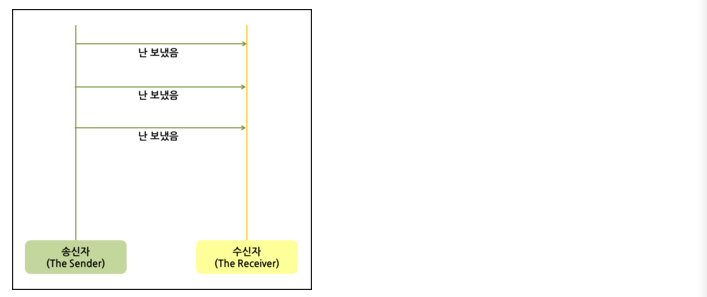 난 보냈음
난 보냈음
난 보냈음
송신자
(The Sender)
수신자
(The Receiver)